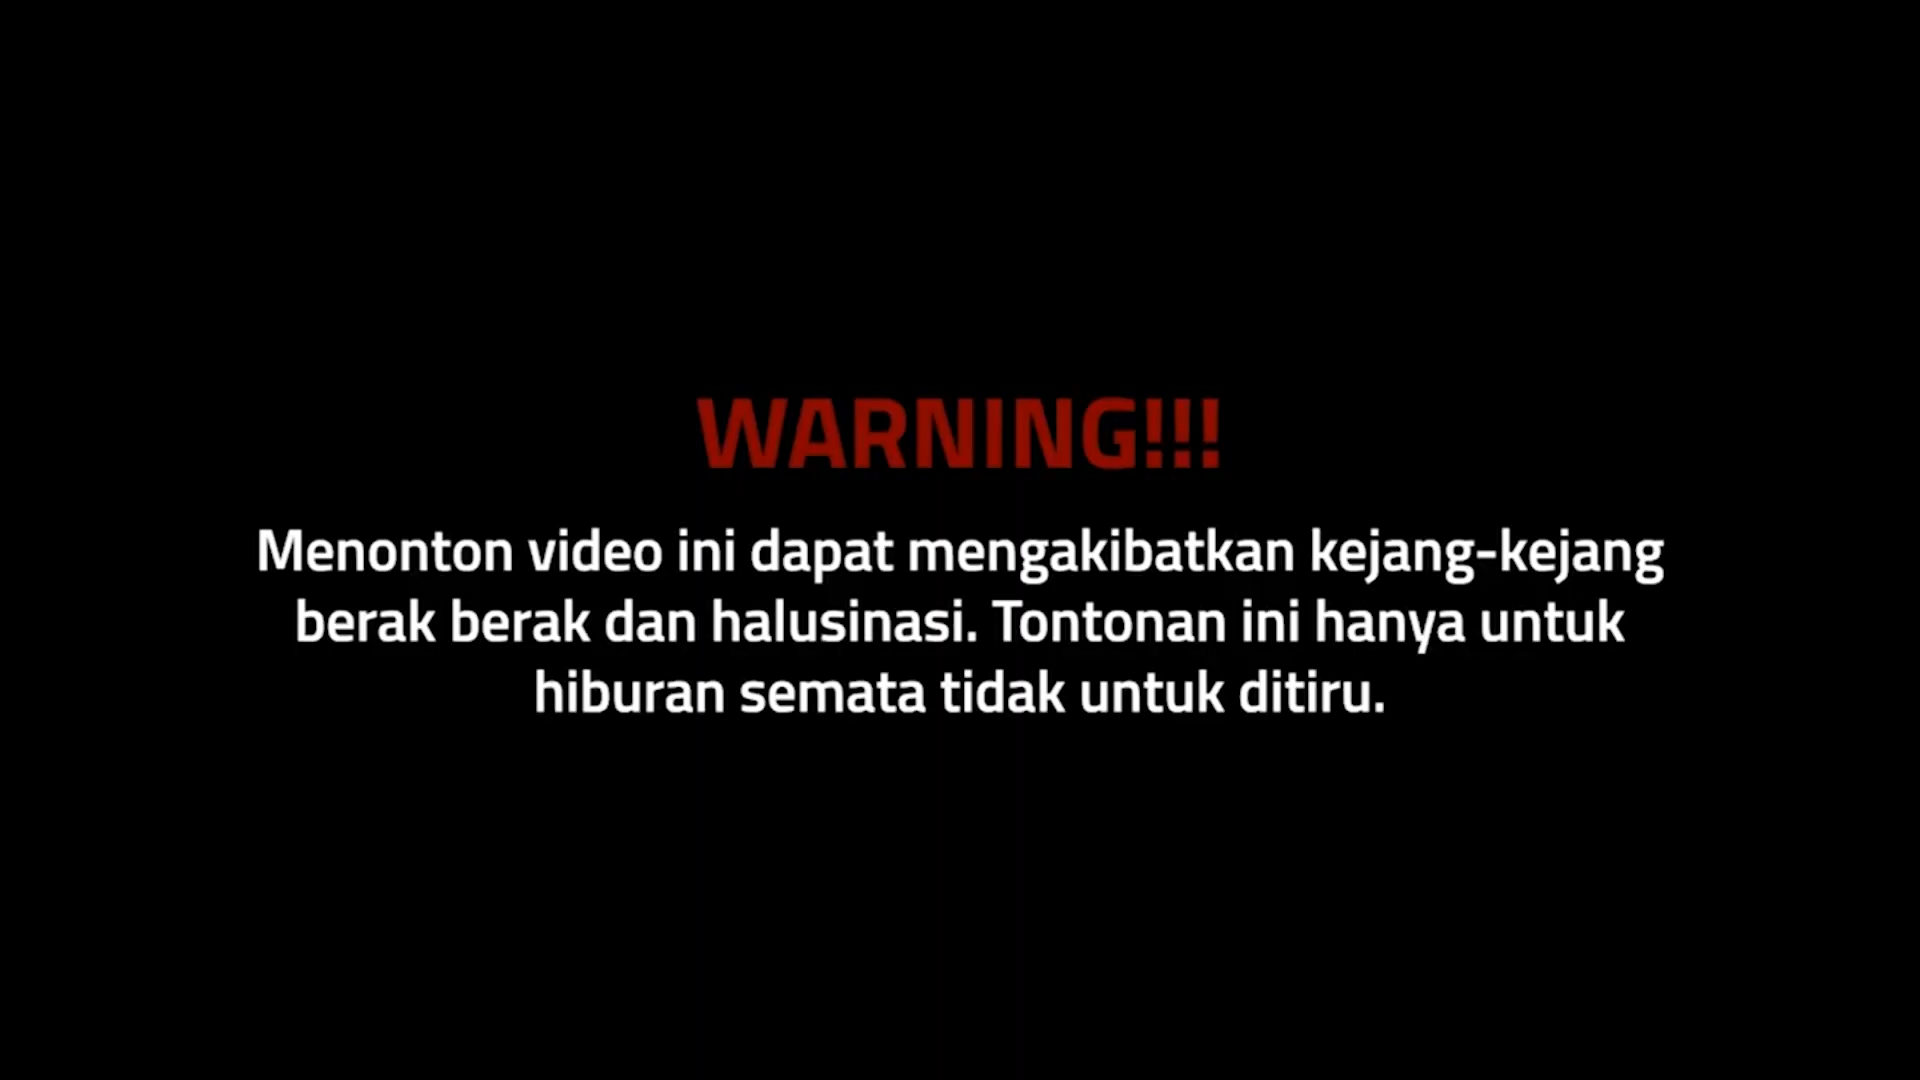 WARNING!!!
Menonton video ini dapat mengakibatkan kejang-kejang
berak berak dan halusinasi. Tontonan ini hanya untuk
hiburan semata tidak untuk ditiru.